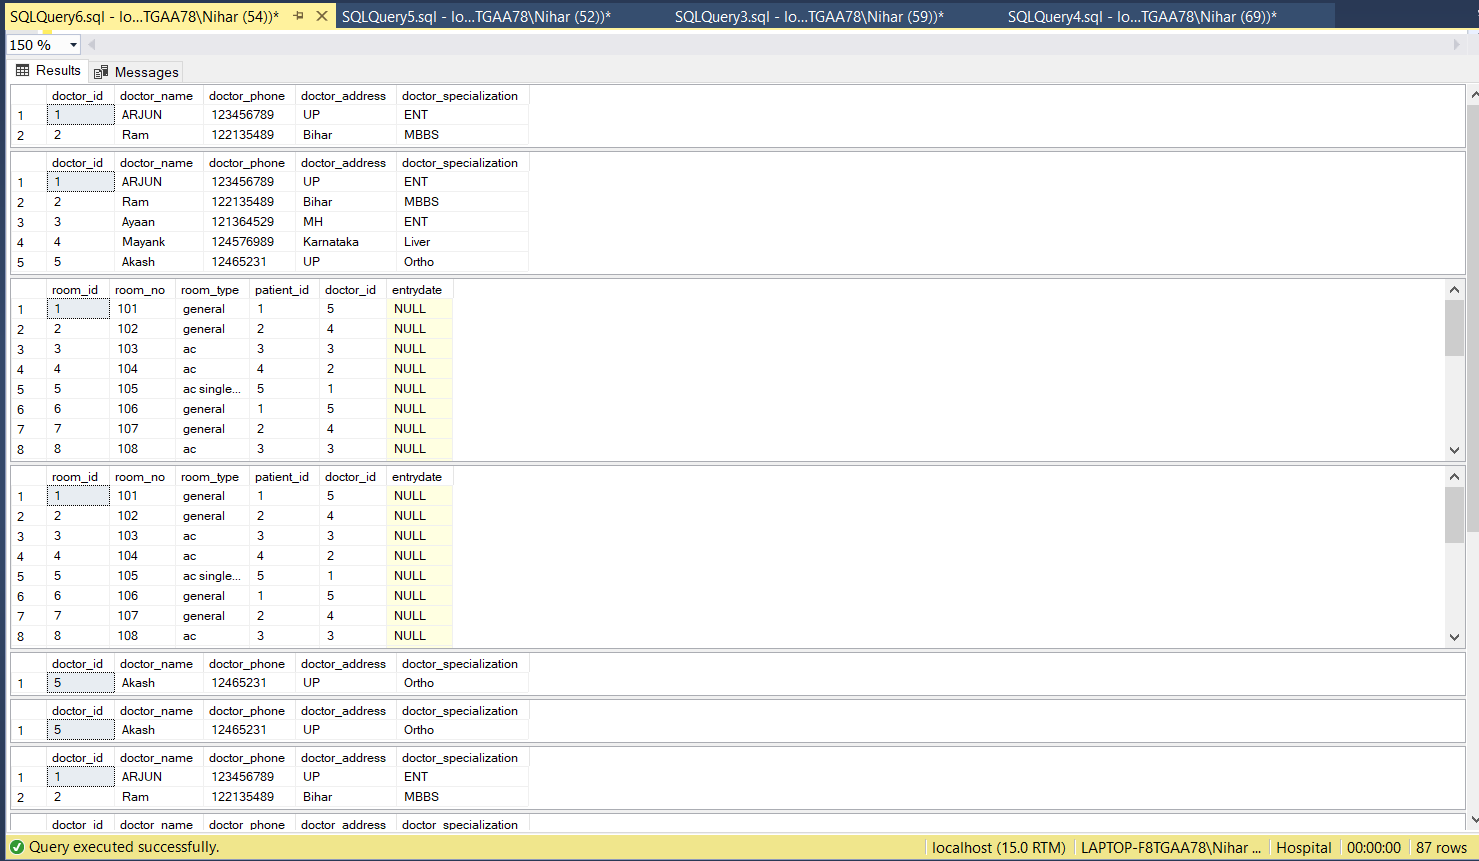 SQLQuery6.sql - lo...TGAA78\Nihar (54))* SQLQuery5.sql - lo...TGAA78\Nihar (52))* SQLQuery3.sql - lo...TGAA78\Nihar (59))* SQLQuery4.sql - lo...TGAA78\Nihar (69))*
150 %
Results Messages
doctor_id doctor_name doctor_phone doctor_address doctor_specialization
1 1 ARJUN 123456789 UP ENT
2 2 Ram 122135489 Bihar MBBS
doctor_id doctor_name doctor_phone doctor_address doctor_specialization
1 1 ARJUN 123456789 UP ENT
2 2 Ram 122135489 Bihar MBBS
3 3 Ayaan 121364529 MH ENT
4 4 Mayank 124576989 Karnataka Liver
5 5 Akash 12465231 UP Ortho
room_id room_no room_type patient_id doctor_id entrydate
1 1 101 general 1 5 NULL
2 2 102 general 2 4 NULL
3 3 103 ac 3 3 NULL
4 4 104 ac 4 2 NULL
5 5 105 ac single... 5 1 NULL
6 6 106 general 1 5 NULL
7 7 107 general 2 4 NULL
8 8 108 ac 3 3 NULL
room_id room_no room_type patient_id doctor_id entrydate
1 1 101 general 1 5 NULL
2 2 102 general 2 4 NULL
3 3 103 ac 3 3 NULL
4 4 104 ac 4 2 NULL
5 5 105 ac single... 5 1 NULL
6 6 106 general 1 5 NULL
7 7 107 general 2 4 NULL
8 8 108 ac 3 3 NULL
doctor_id doctor_name doctor_phone doctor_address doctor_specialization
1 5 Akash 12465231 UP Ortho
doctor_id doctor_name doctor_phone doctor_address doctor_specialization
1 5 Akash 12465231 UP Ortho
doctor_id doctor_name doctor_phone doctor_address doctor_specialization
1 1 ARJUN 123456789 UP ENT
2 2 Ram 122135489 Bihar MBBS
doctor_id doctor_name doctor_phone doctor_address doctor_specialization
Query executed successfully. localhost (15.0 RTM) LAPTOP-F8TGAA78\Nihar ... Hospital 00:00:00 87 rows